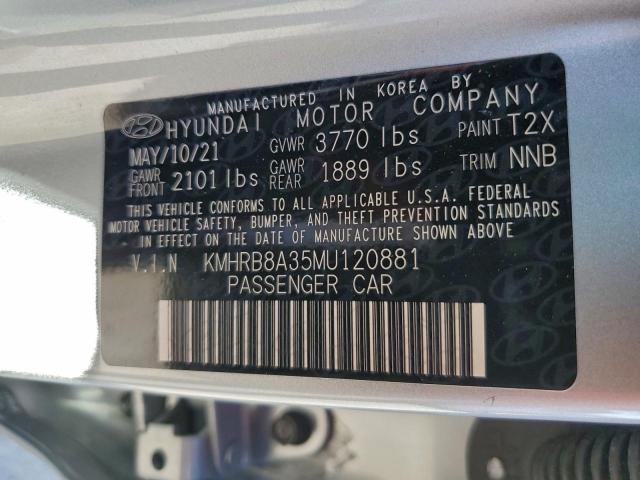 MANUFACTURED IN KOREA BY
HYUNDAI MOTOR COMPANY
MAY/10/21 GVWR 3770 lbs PAINT T2X
GAWR FRONT 2101 lbs GAWR REAR 1889 lbs TRIM NNB
THIS VEHICLE CONFORMS TO ALL APPLICABLE U.S.A. FEDERAL
MOTOR VEHICLE SAFETY, BUMPER, AND THEFT PREVENTION STANDARDS
IN EFFECT ON THE DATE OF MANUFACTURE SHOWN ABOVE
V.I.N KMHRB8A35MU120881
PASSENGER CAR